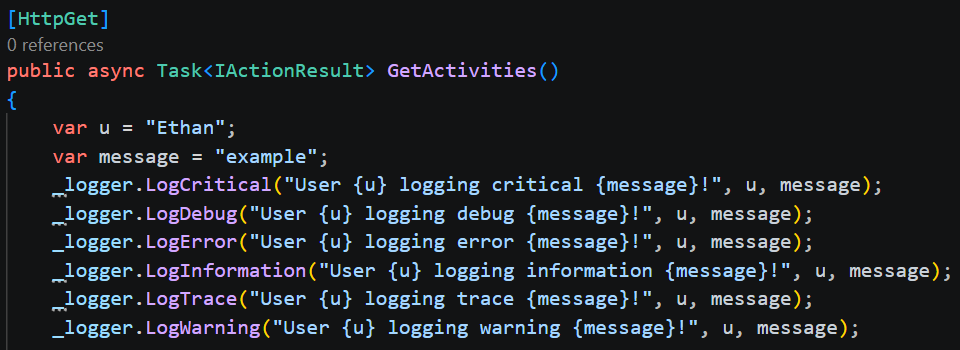 [HttpGet]
0 references
public async Task<IActionResult> GetActivities()
{
var u = "Ethan";
var message = "example";
_logger.LogCritical("User {u} logging critical {message}!", u, message);
_logger.LogDebug("User {u} logging debug {message}!", u, message);
_logger.LogError("User {u} logging error {message}!", u, message);
_logger.LogInformation("User {u} logging information {message}!", u, message);
_logger.LogTrace("User {u} logging trace {message}!", u, message);
_logger.LogWarning("User {u} logging warning {message}!", u, message);